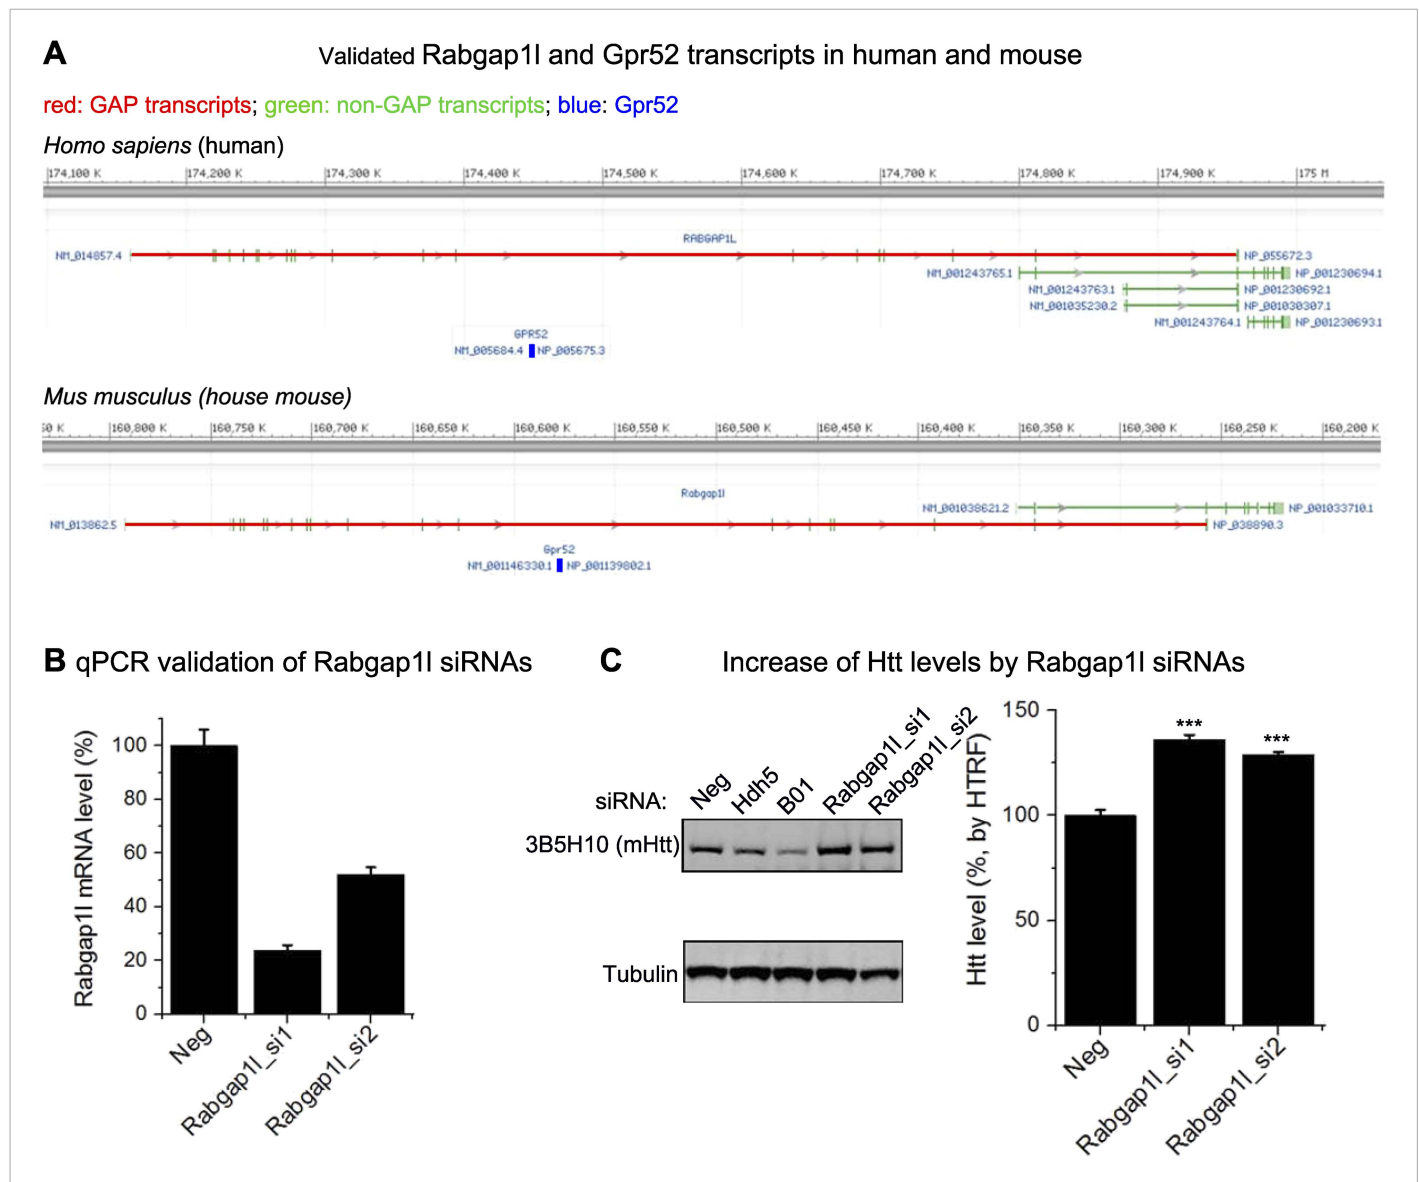 A Validated Rabgap1l and Gpr52 transcripts in human and mouse
red: GAP transcripts; green: non-GAP transcripts; blue: Gpr52
Homo sapiens (human)
174,100 K 174,200 K 174,300 K 174,400 K 174,500 K 174,600 K 174,700 K 174,800 K 174,900 K 175 M
RABGAP1L
NM_014857.4 NP_055672.3
NM_001243765.1 NP_001230694.1
NM_001243763.1 NP_001230692.1
NM_001035230.2 NP_001030307.1
NM_001243764.1 NP_001230693.1
GPR52
NM_005684.4 NP_005675.3
Mus musculus (house mouse)
50 K 160,800 K 160,750 K 160,700 K 160,650 K 160,600 K 160,550 K 160,500 K 160,450 K 160,400 K 160,350 K 160,300 K 160,250 K 160,200 K
Rabgap1l
NM_001038621.2 NP_001033710.1
NM_013862.5 NP_038890.3
Gpr52
NM_001146330.1 NP_001139802.1
B qPCR validation of Rabgap1l siRNAs
Rabgap1l mRNA level (%)
100
80
60
40
20
0
Neg Rabgap1l_si1 Rabgap1l_si2
C Increase of Htt levels by Rabgap1l siRNAs
siRNA: Neg Hdh5 B01 Rabgap1l_si1 Rabgap1l_si2
3B5H10 (mHtt)
Tubulin
Htt level (%, by HTRF)
150
100
50
0
*** ***
Neg Rabgap1l_si1 Rabgap1l_si2